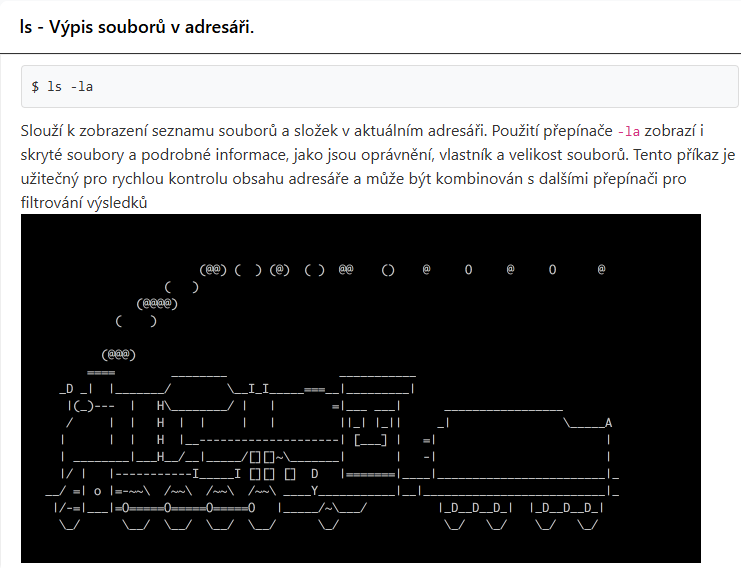 ls - Výpis souborů v adresáři.
$ ls -la
Slouží k zobrazení seznamu souborů a složek v aktuálním adresáři. Použití přepínače -la zobrazí i
skryté soubory a podrobné informace, jako jsou oprávnění, vlastník a velikost souborů. Tento příkaz je
užitečný pro rychlou kontrolu obsahu adresáře a může být kombinován s dalšími přepínači pro
filtrování výsledků
                      (@@) (  ) (@)  ( )  @@    ()    @     O     @     O      @
                 (   )
             (@@@@)
          (    )

        (@@@)
      ====        ________                ___________
  _D _|  |_______/        \__I_I_____===__|_________|
   |(_)---  |   H\________/ |   |        =|___ ___|      _________________
   /     |  |   H  |  |     |   |         ||_| |_||     _|                \_____A
  |      |  |   H  |__--------------------| [___] |   =|                        |
  | ________|___H__/__|_____/[][]~\_______|       |   -|                        |
  |/ |   |-----------I_____I [][] []  D   |=======|____|________________________|_
__/ =| o |=-~~\  /~~\  /~~\  /~~\ ____Y___________|__|__________________________|_
 |/-=|___|=O=====O=====O=====O   |_____/~\___/          |_D__D__D_|  |_D__D__D_|
  \_/      \__/  \__/  \__/  \__/      \_/               \_/   \_/    \_/   \_/